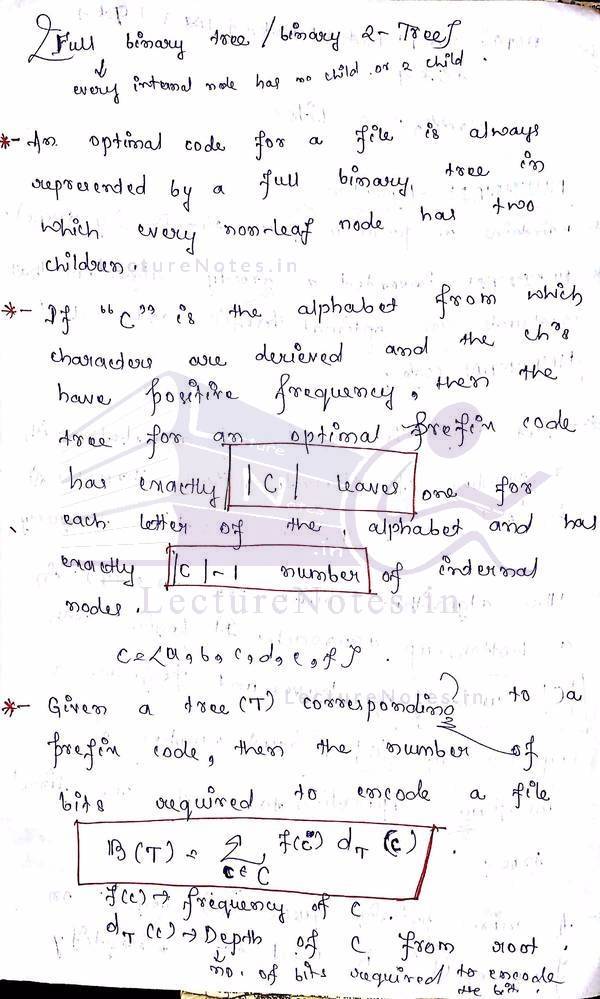 {Full binary tree / binary 2-Tree}
↓
every internal node has no child or 2 child.
*- An optimal code for a file is always
represented by a full binary tree in
which every non-leaf node has two
children.
LectureNotes.in
*- If "C" is the alphabet from which
characters are derieved and the ch's
have positive frequency, then the
tree for an optimal prefix code
has exactly |C| leaves one for
each letter of the alphabet and has
exactly |C|-1 number of internal
nodes.
LectureNotes.in
C = {a, b, c, d, e, f}.
LectureNotes.in
*- Given a tree (T) corresponding to a
prefix code, then the number of
bits required to encode a file
B(T) = Σ f(c) d_T (c).
c ∈ C
f(c) → frequency of C.
d_T (c) → Depth of C from root.
↓
no. of bits required to encode
the bit.